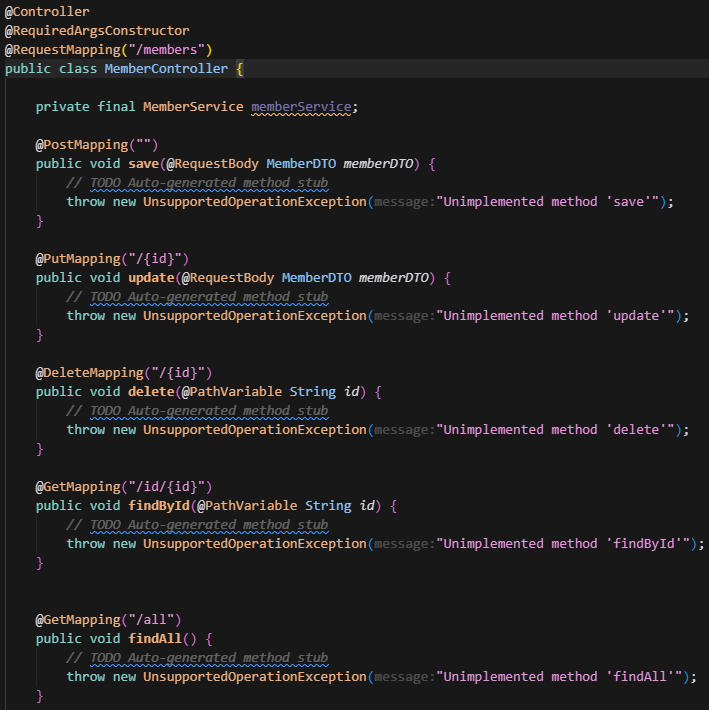 @Controller
@RequiredArgsConstructor
@RequestMapping("/members")
public class MemberController {
private final MemberService memberService;
@PostMapping("")
public void save(@RequestBody MemberDTO memberDTO) {
// TODO Auto-generated method stub
throw new UnsupportedOperationException(message:"Unimplemented method 'save'");
}
@PutMapping("/{id}")
public void update(@RequestBody MemberDTO memberDTO) {
// TODO Auto-generated method stub
throw new UnsupportedOperationException(message:"Unimplemented method 'update'");
}
@DeleteMapping("/{id}")
public void delete(@PathVariable String id) {
// TODO Auto-generated method stub
throw new UnsupportedOperationException(message:"Unimplemented method 'delete'");
}
@GetMapping("/id/{id}")
public void findById(@PathVariable String id) {
// TODO Auto-generated method stub
throw new UnsupportedOperationException(message:"Unimplemented method 'findById'");
}
@GetMapping("/all")
public void findAll() {
// TODO Auto-generated method stub
throw new UnsupportedOperationException(message:"Unimplemented method 'findAll'");
}